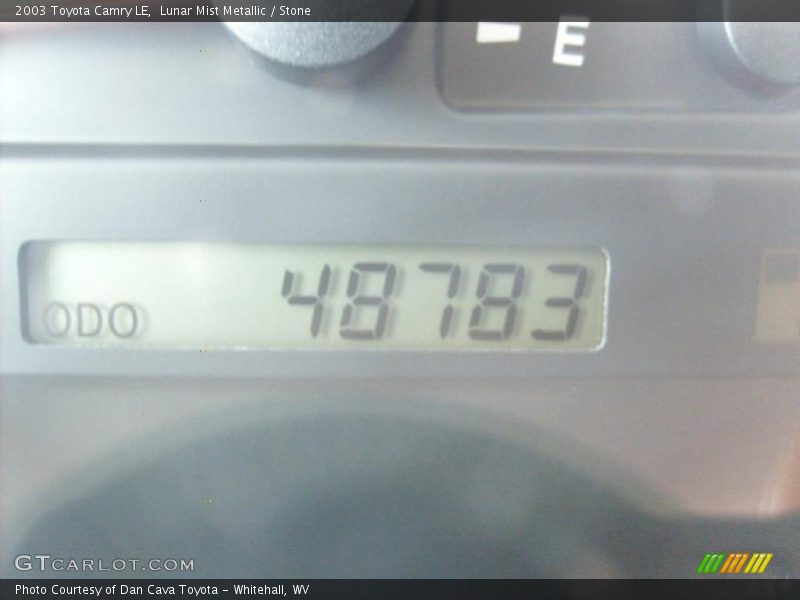 2003 Toyota Camry LE,  Lunar Mist Metallic / Stone
E
48783
ODO
GTCARLOT.COM
Photo Courtesy of Dan Cava Toyota - Whitehall, WV